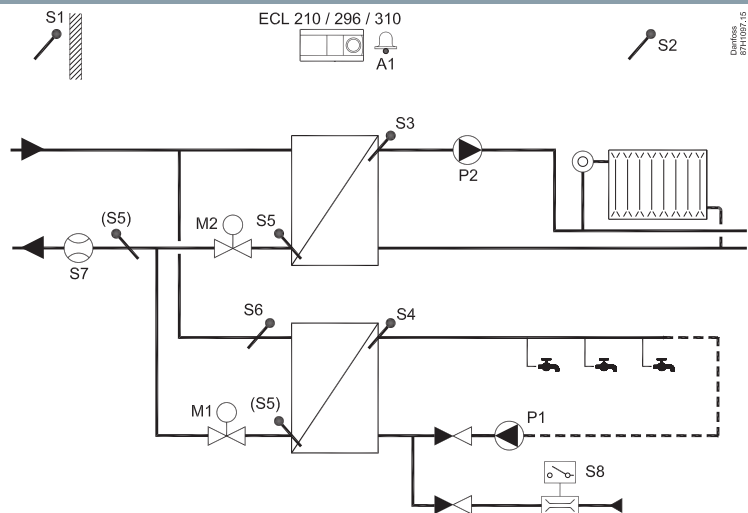 S1
ECL 210 / 296 / 310
A1
S2
Danfoss
87H1097.15
S3
P2
(S5)
M2
S5
S7
S6
S4
M1
(S5)
P1
S8